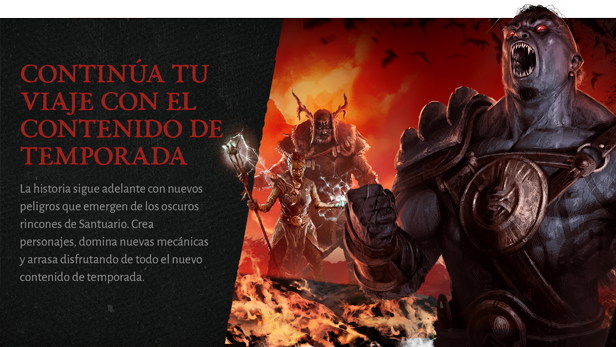 CONTINÚA TU
VIAJE CON EL
CONTENIDO DE
TEMPORADA
La historia sigue adelante con nuevos
peligros que emergen de los oscuros
rincones de Santuario. Crea
personajes, domina nuevas mecánicas
y arrasa disfrutando de todo el nuevo
contenido de temporada.